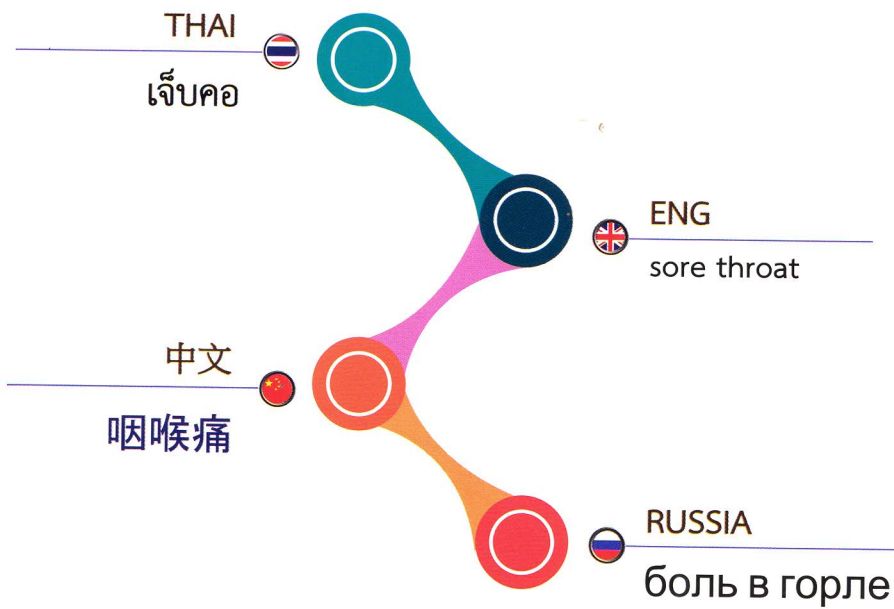 THAI
เจ็บคอ
ENG
sore throat
中文
咽喉痛
RUSSIA
боль в горле